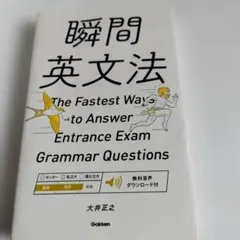 瞬間
英文法
The Fastest Ways
to Answer
Entrance Exam
Grammar Questions
無料音声
ダウンロード付
大井正之
Gakken